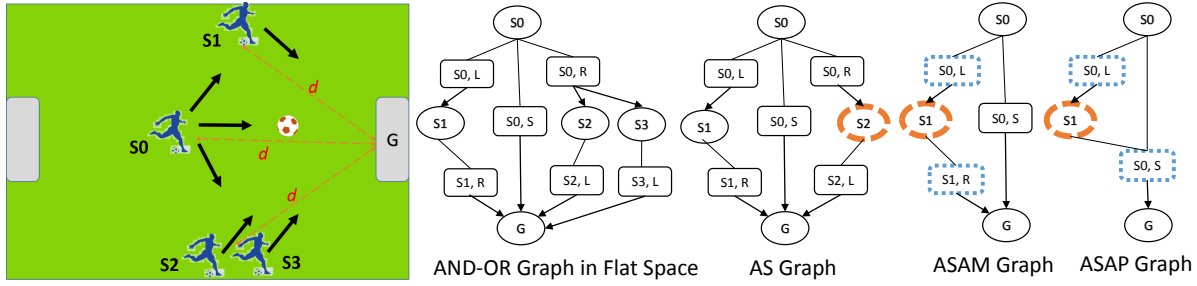 S1
S0
S2
S3
d
d
d
G
S0
S0, L
S0, R
S0, S
S1
S2
S3
S1, R
S2, L
S3, L
G
AND-OR Graph in Flat Space
S0
S0, L
S0, R
S0, S
S1
S2
S1, R
S2, L
G
AS Graph
S0
S0, L
S1
S0, S
S1, R
G
ASAM Graph
S0
S0, L
S1
S0, S
G
ASAP Graph